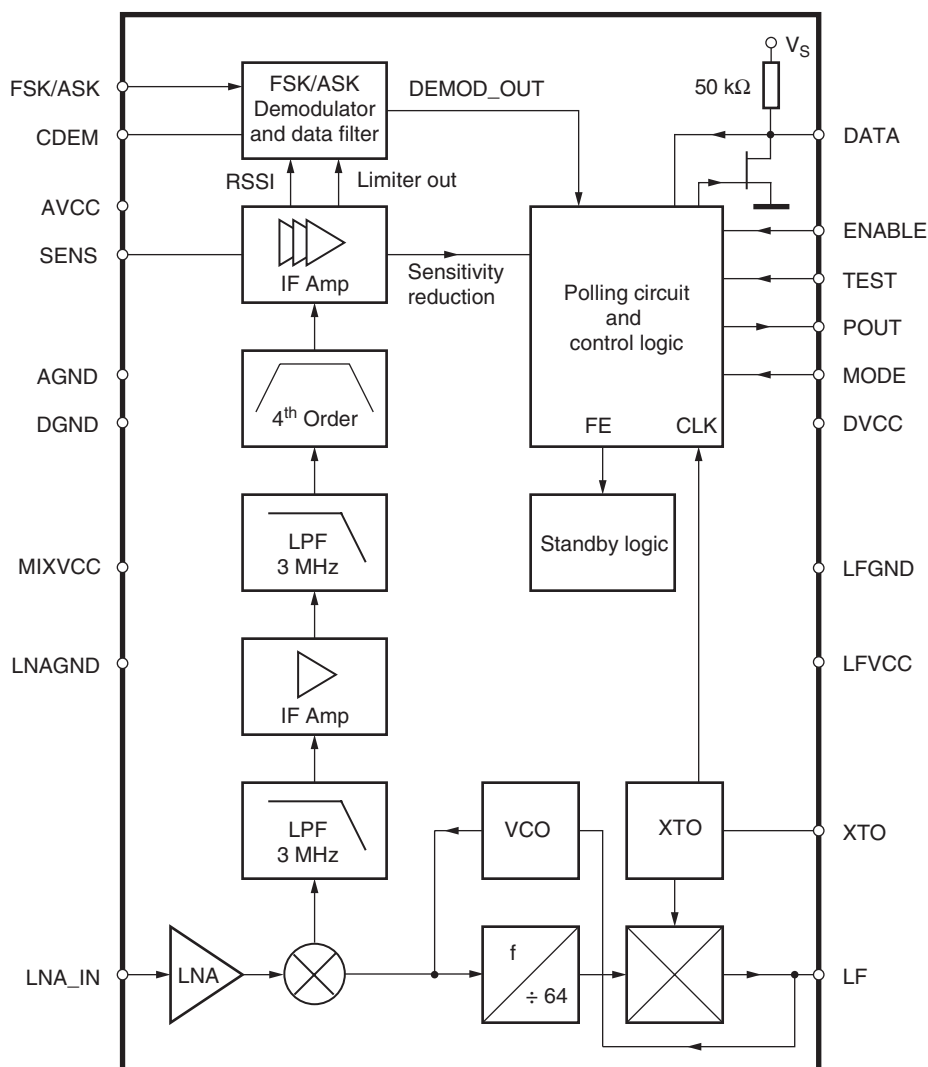 V_S
50 kΩ
FSK/ASK
FSK/ASK
Demodulator
and data filter
DEMOD_OUT
CDEM
DATA
RSSI
Limiter out
AVCC
ENABLE
SENS
IF Amp
Sensitivity
reduction
Polling circuit
and
control logic
TEST
POUT
AGND
MODE
4th Order
DGND
FE
CLK
DVCC
LPF
3 MHz
Standby logic
MIXVCC
LFGND
LNAGND
IF Amp
LFVCC
LPF
3 MHz
VCO
XTO
XTO
LNA_IN
LNA
f
÷ 64
LF